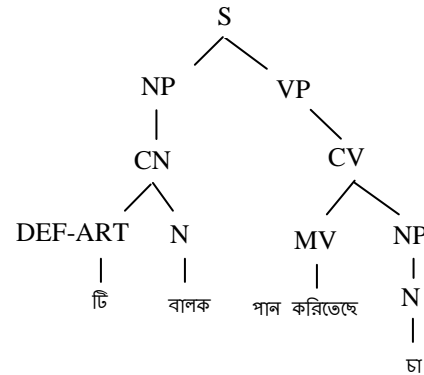 S
NP VP
CN CV
DEF-ART N MV NP
টি বালক পান করিতেছে N
চা